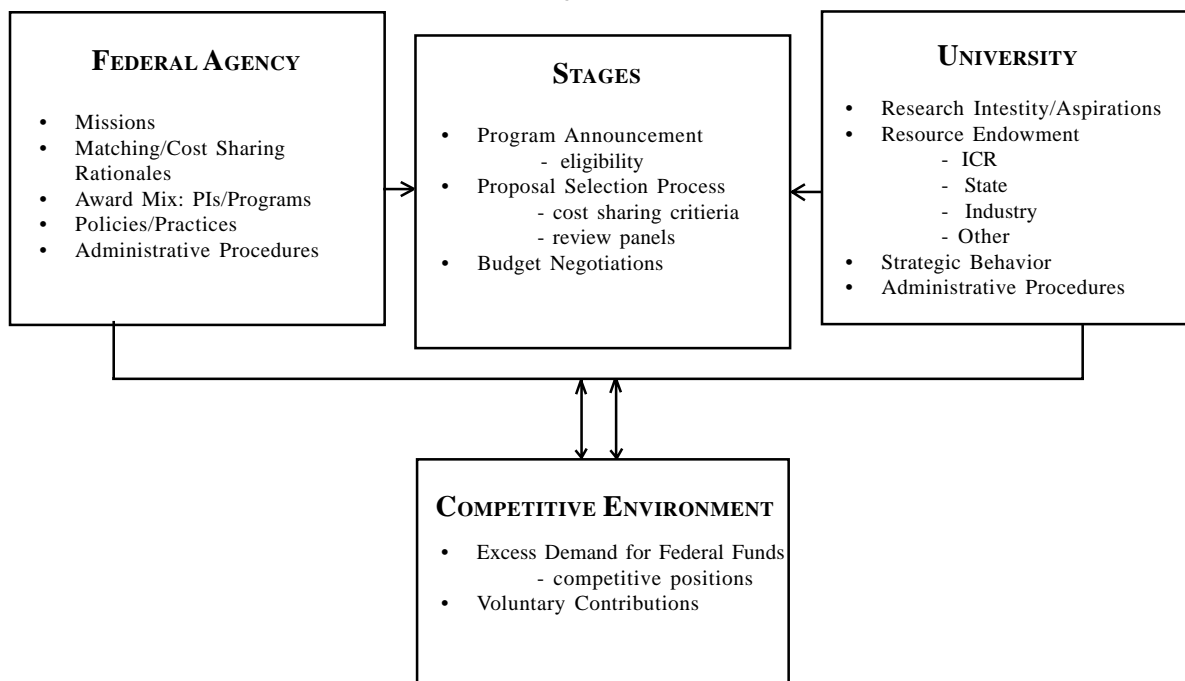 FEDERAL AGENCY
• Missions
• Matching/Cost Sharing
Rationales
• Award Mix: PIs/Programs
• Policies/Practices
• Administrative Procedures
STAGES
• Program Announcement
- eligibility
• Proposal Selection Process
- cost sharing critieria
- review panels
• Budget Negotiations
UNIVERSITY
• Research Intestity/Aspirations
• Resource Endowment
- ICR
- State
- Industry
- Other
• Strategic Behavior
• Administrative Procedures
COMPETITIVE ENVIRONMENT
• Excess Demand for Federal Funds
- competitive positions
• Voluntary Contributions